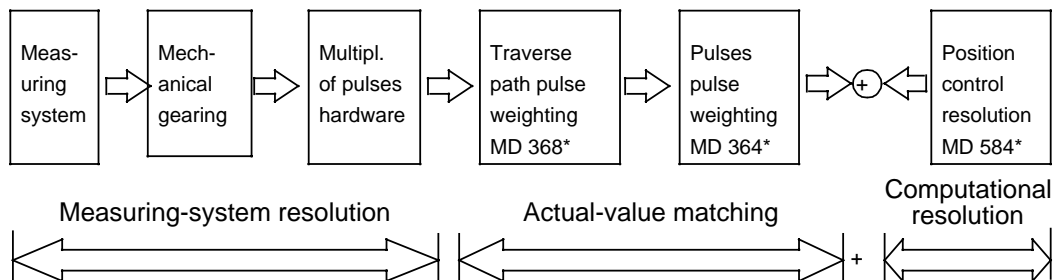 Meas-
uring
system
Mech-
anical
gearing
Multipl.
of pulses
hardware
Traverse
path pulse
weighting
MD 368*
Pulses
pulse
weighting
MD 364*
+
Position
control
resolution
MD 584*
Measuring-system resolution
Actual-value matching
+
Computational
resolution